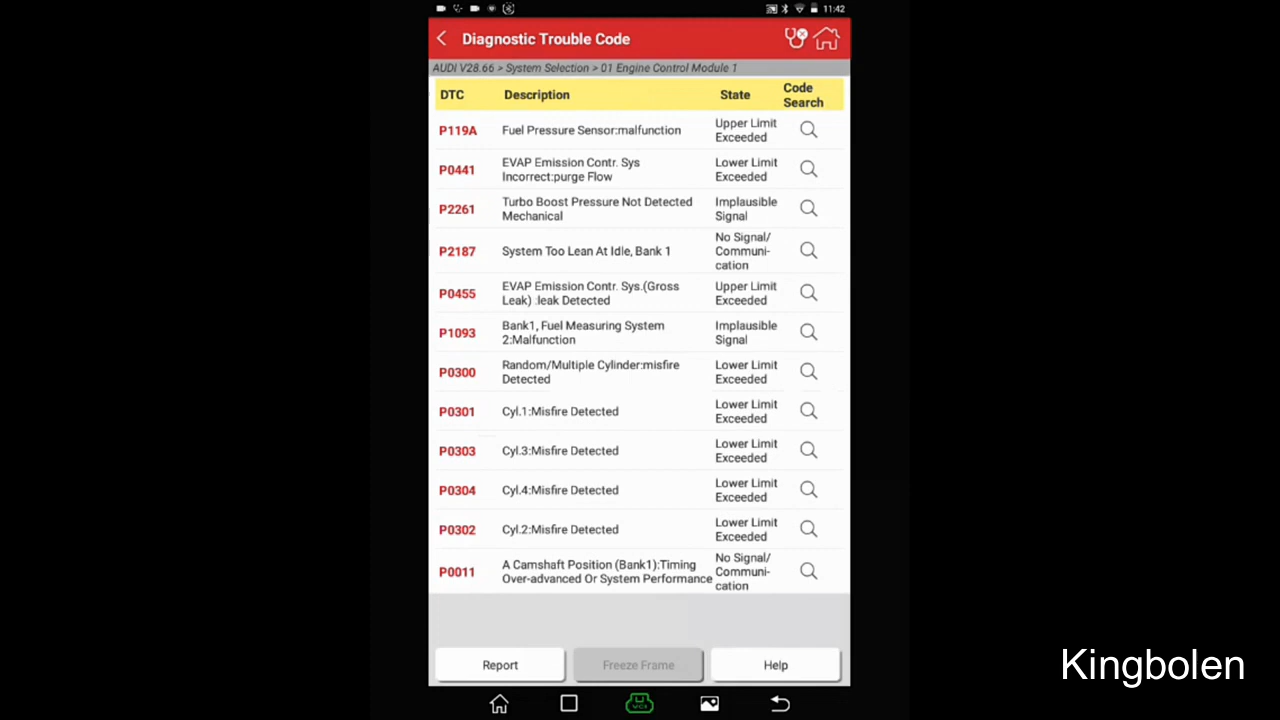 11:42
Diagnostic Trouble Code
AUDI V28.66 > System Selection > 01 Engine Control Module 1
DTC Description State Code Search
P119A Fuel Pressure Sensor:malfunction Upper Limit Exceeded
P0441 EVAP Emission Contr. Sys Incorrect:purge Flow Lower Limit Exceeded
P2261 Turbo Boost Pressure Not Detected Mechanical Implausible Signal
P2187 System Too Lean At Idle, Bank 1 No Signal/ Communi- cation
P0455 EVAP Emission Contr. Sys.(Gross Leak) :leak Detected Upper Limit Exceeded
P1093 Bank1, Fuel Measuring System 2:Malfunction Implausible Signal
P0300 Random/Multiple Cylinder:misfire Detected Lower Limit Exceeded
P0301 Cyl.1:Misfire Detected Lower Limit Exceeded
P0303 Cyl.3:Misfire Detected Lower Limit Exceeded
P0304 Cyl.4:Misfire Detected Lower Limit Exceeded
P0302 Cyl.2:Misfire Detected Lower Limit Exceeded
P0011 A Camshaft Position (Bank1):Timing Over-advanced Or System Performance No Signal/ Communi- cation
Report Freeze Frame Help
VCI
Kingbolen